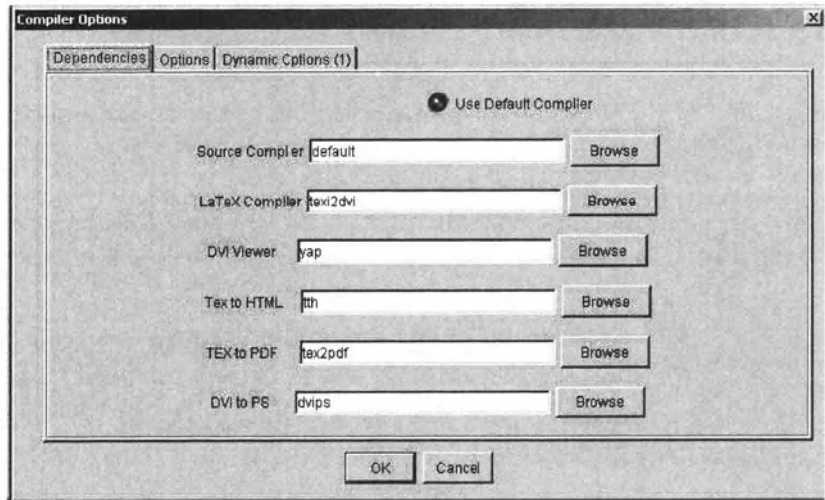 Compiler Options
Dependencies Options Dynamic Options (1)
Use Default Compiler
Source Compiler default Browse
LaTeX Compiler texi2dvi Browse
DVI Viewer yap Browse
Tex to HTML tth Browse
TEX to PDF tex2pdf Browse
DVI to PS dvips Browse
OK Cancel